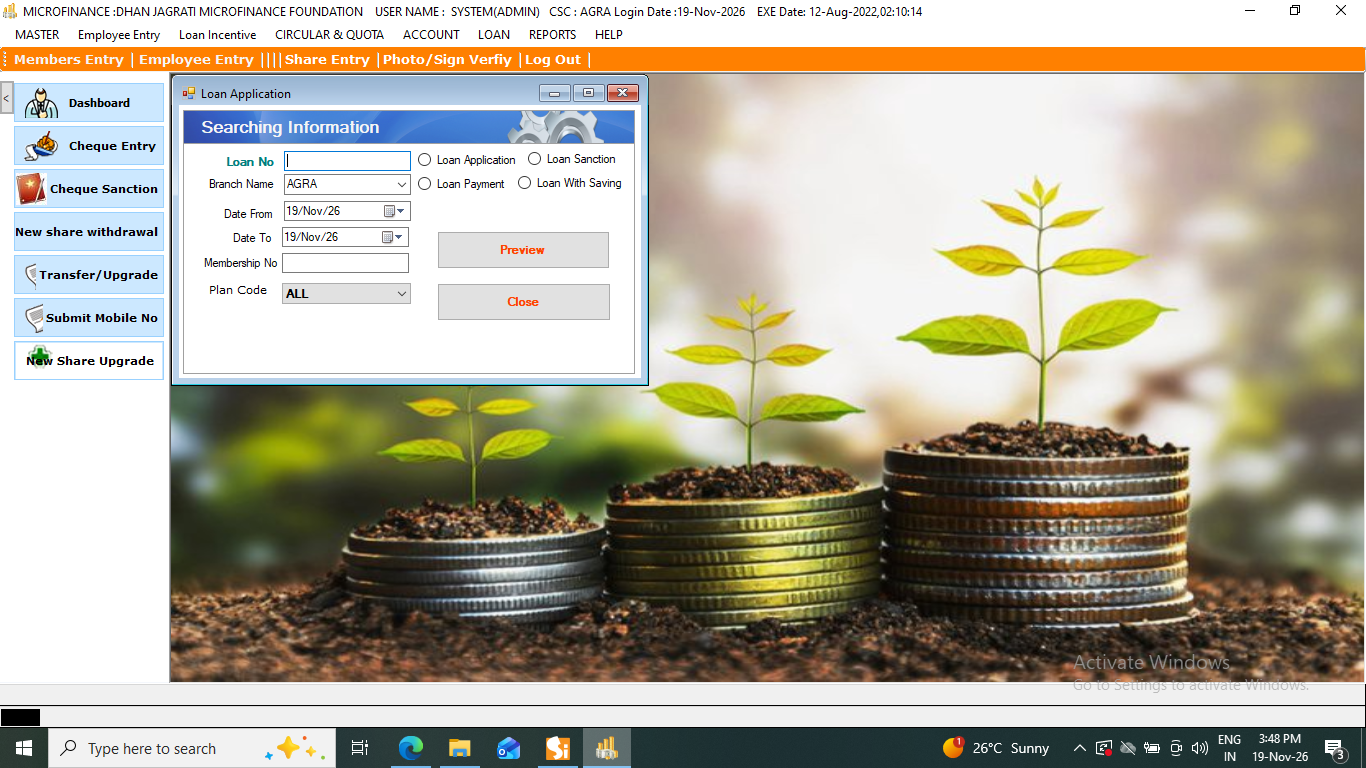 MICROFINANCE :DHAN JAGRATI MICROFINANCE FOUNDATION USER NAME : SYSTEM(ADMIN) CSC : AGRA Login Date :19-Nov-2026 EXE Date: 12-Aug-2022,02:10:14
MASTER Employee Entry Loan Incentive CIRCULAR & QUOTA ACCOUNT LOAN REPORTS HELP
Members Entry | Employee Entry ||||Share Entry |Photo/Sign Verfiy |Log Out |
<
Dashboard
Cheque Entry
Cheque Sanction
New share withdrawal
Transfer/Upgrade
Submit Mobile No
New Share Upgrade
Loan Application
Searching Information
Loan No Loan Application Loan Sanction
Branch Name AGRA Loan Payment Loan With Saving
Date From 19/Nov/26
Date To 19/Nov/26
Preview
Membership No
Plan Code ALL
Close
Activate Windows
Go to Settings to activate Windows.
Type here to search
1 26°C Sunny
ENG
IN
3:48 PM
19-Nov-26
3